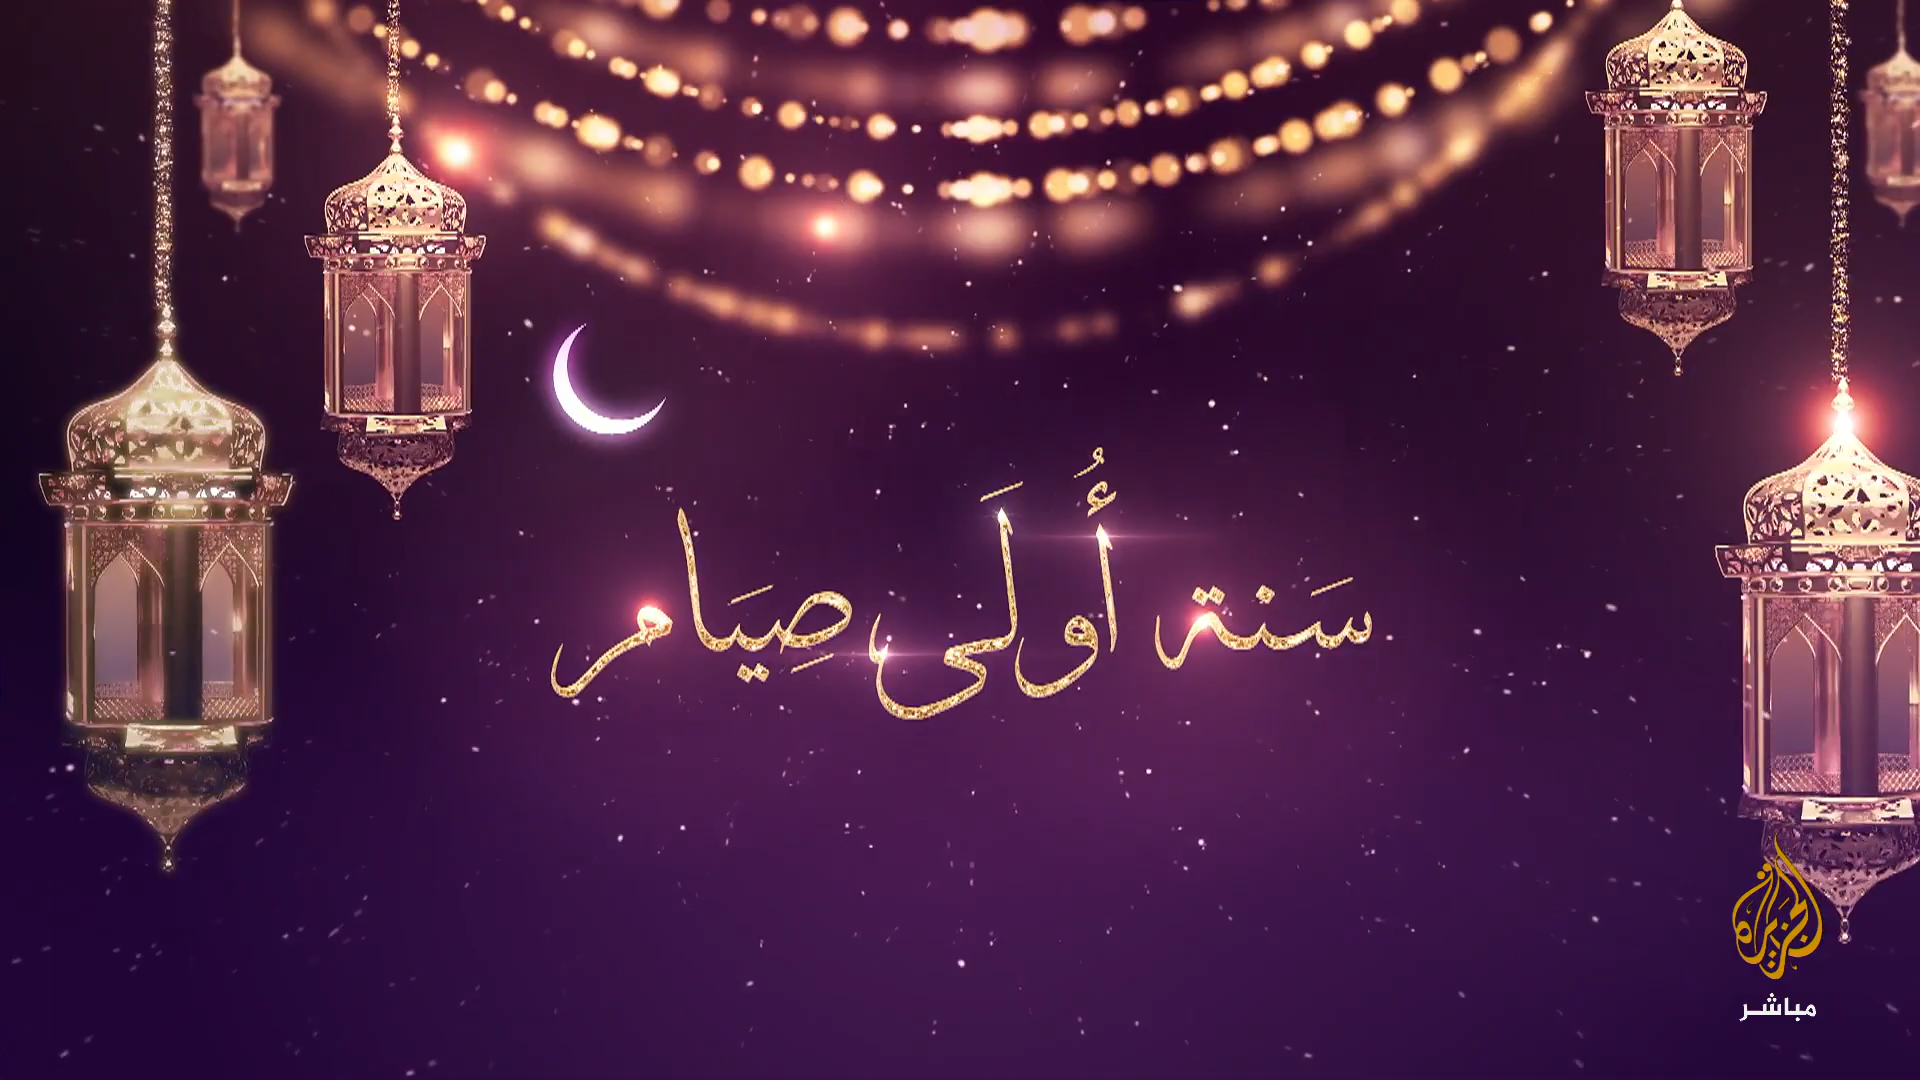 سَنة أُولَى صِيَام
الجزيرة
مباشر